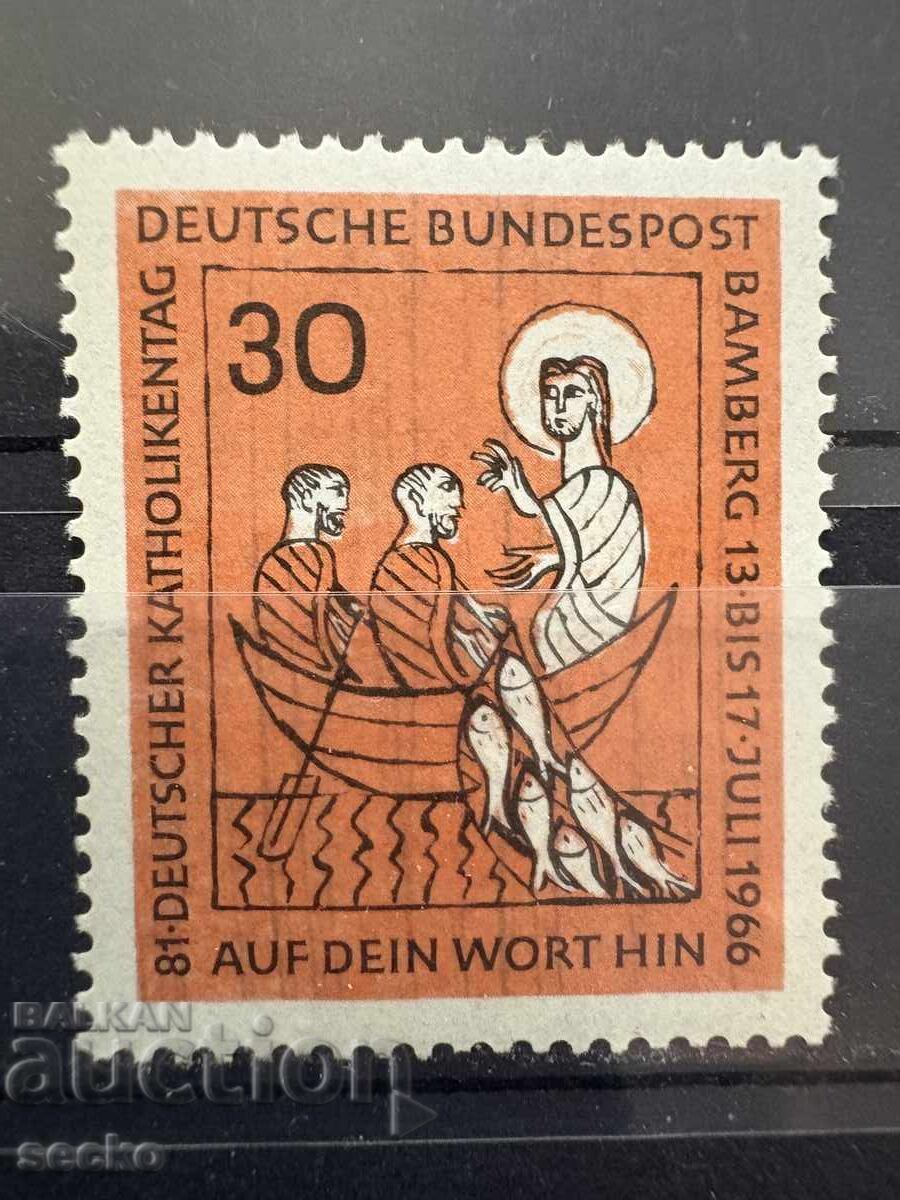 DEUTSCHE BUNDESPOST
81. DEUTSCHER KATHOLIKENTAG
30
BAMBERG 13. BIS 17. JULI 1966
AUF DEIN WORT HIN
BALKAN
auction
secko